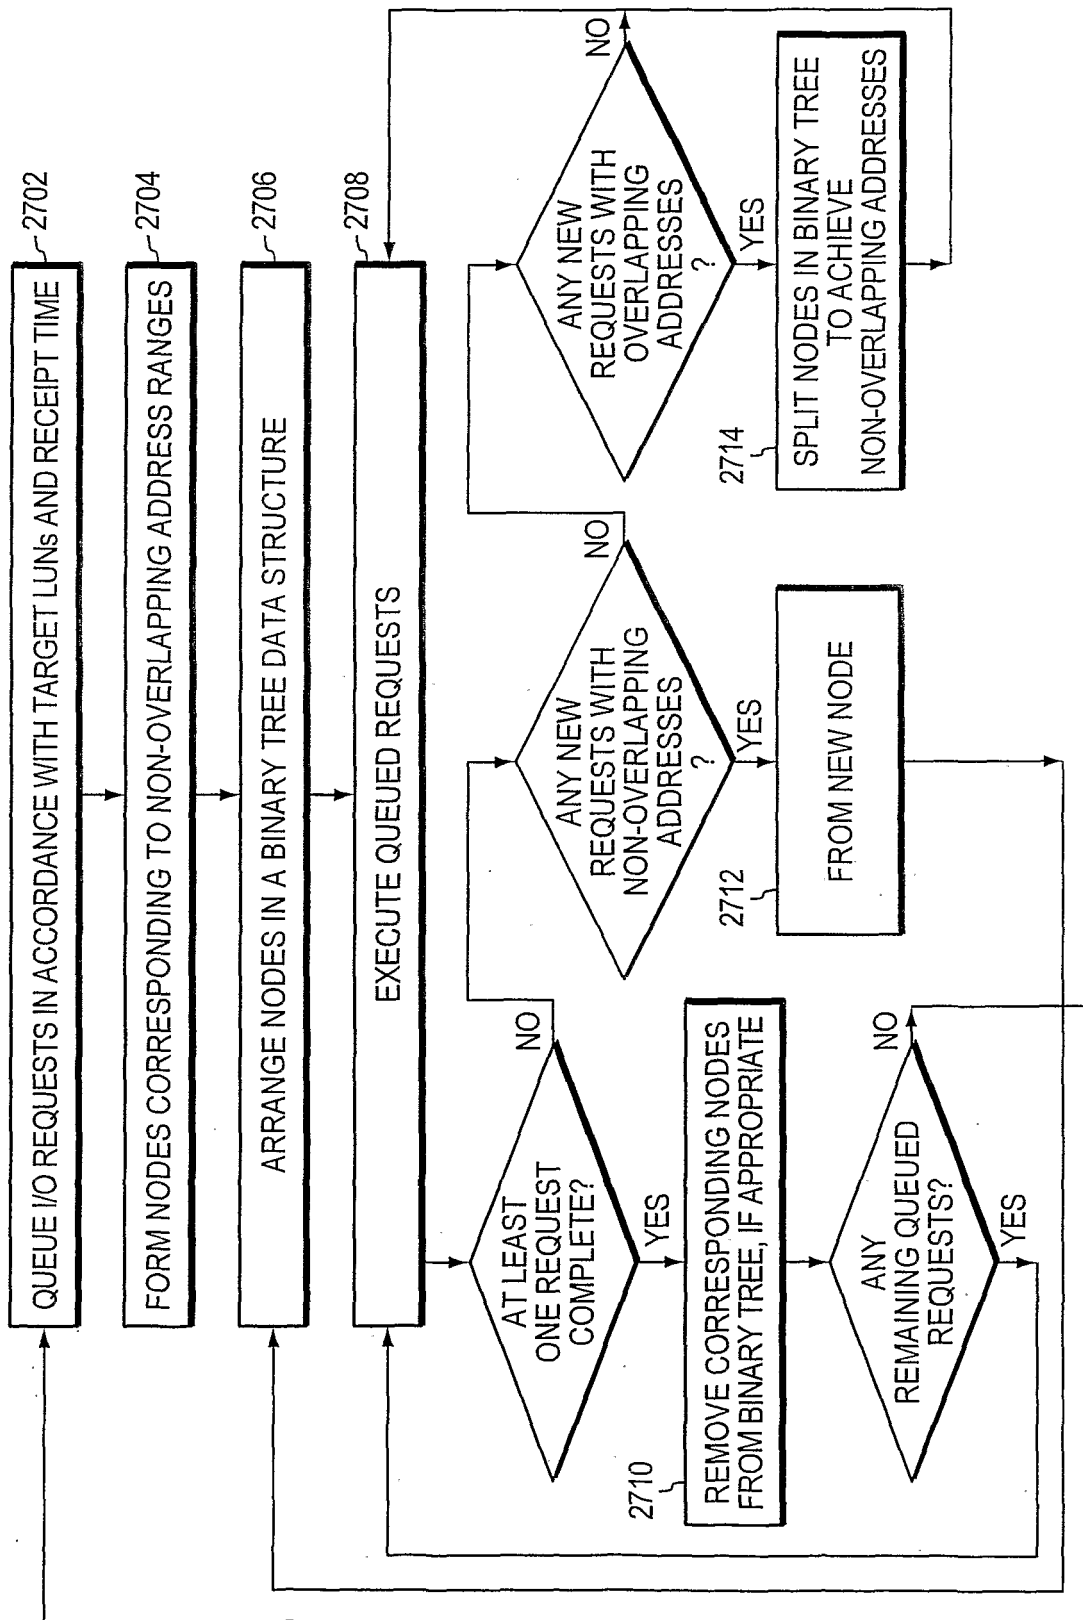 QUEUE I/O REQUESTS IN ACCORDANCE WITH TARGET LUNs AND RECEIPT TIME
2702
FORM NODES CORRESPONDING TO NON-OVERLAPPING ADDRESS RANGES
2704
ARRANGE NODES IN A BINARY TREE DATA STRUCTURE
2706
EXECUTE QUEUED REQUESTS
2708
AT LEAST
ONE REQUEST
COMPLETE?
NO
YES
2710
REMOVE CORRESPONDING NODES
FROM BINARY TREE, IF APPROPRIATE
ANY
REMAINING QUEUED
REQUESTS?
NO
YES
ANY NEW
REQUESTS WITH
NON-OVERLAPPING
ADDRESSES
?
NO
YES
2712
FROM NEW NODE
ANY NEW
REQUESTS WITH
OVERLAPPING
ADDRESSES
?
NO
YES
2714
SPLIT NODES IN BINARY TREE
TO ACHIEVE
NON-OVERLAPPING ADDRESSES